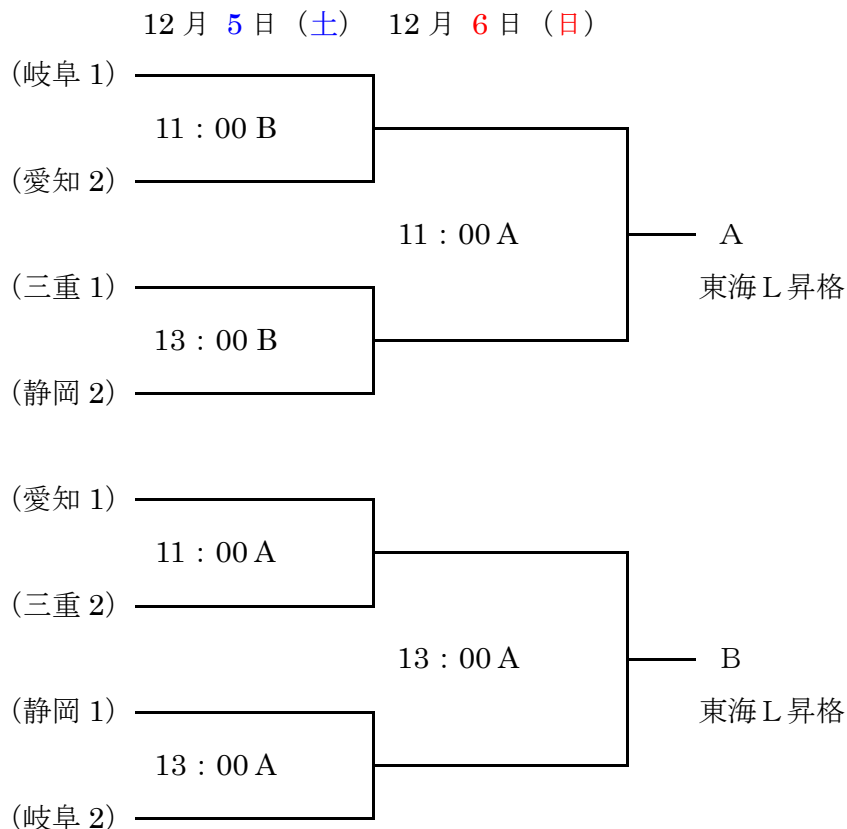 12月 5日（土） 12月 6日（日）
（岐阜 1）
11：00 B
（愛知 2）
11：00 A
A
（三重 1）
東海L昇格
13：00 B
（静岡 2）
（愛知 1）
11：00 A
（三重 2）
13：00 A
B
（静岡 1）
東海L昇格
13：00 A
（岐阜 2）